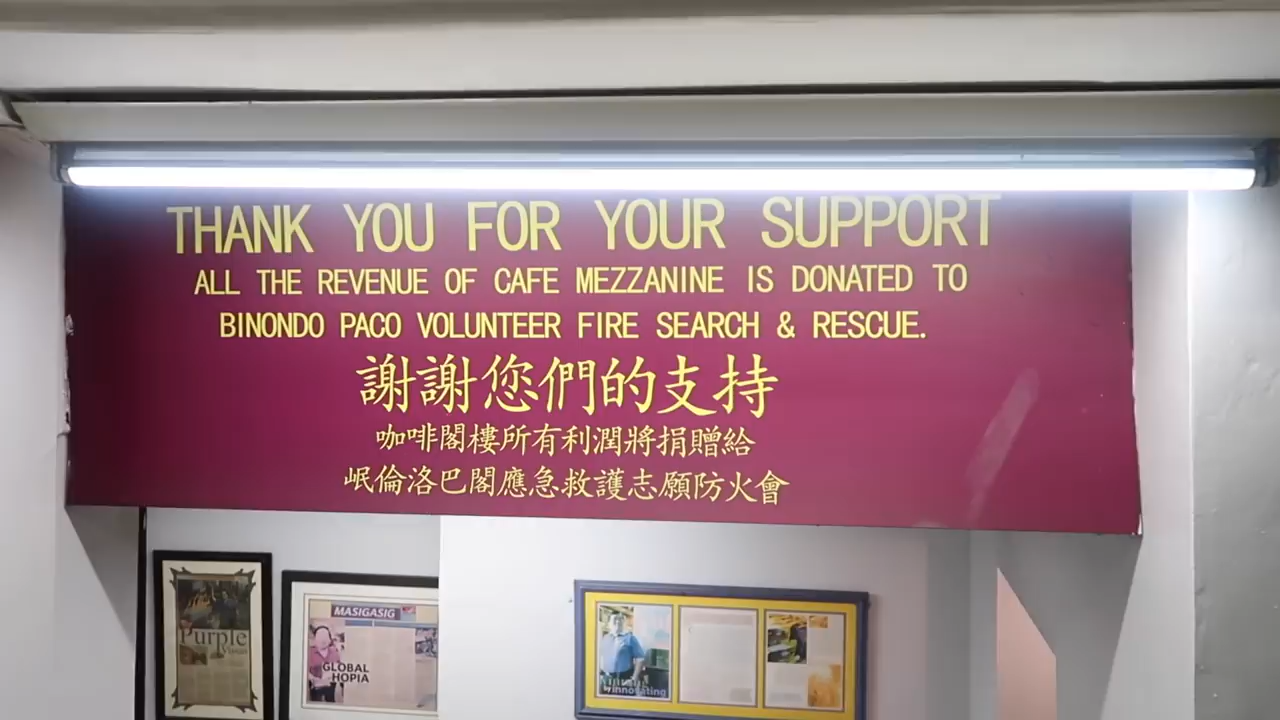 THANK YOU FOR YOUR SUPPORT
ALL THE REVENUE OF CAFE MEZZANINE IS DONATED TO
BINONDO PACO VOLUNTEER FIRE SEARCH & RESCUE.
謝謝您們的支持
咖啡閣樓所有利潤將捐贈給
岷倫洛巴閣應急救護志願防火會
Purple
MASIGASIG
GLOBAL
HOPIA
innovating